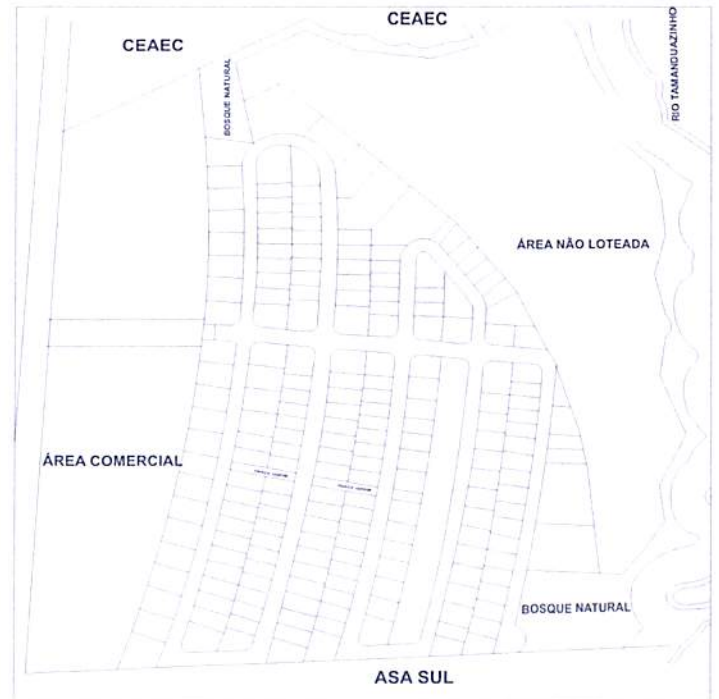 CEAEC
CEAEC
RIO TAMANDUAZINHO
BOSQUE NATURAL
ÁREA NÃO LOTEADA
ÁREA COMERCIAL
BOSQUE NATURAL
ASA SUL